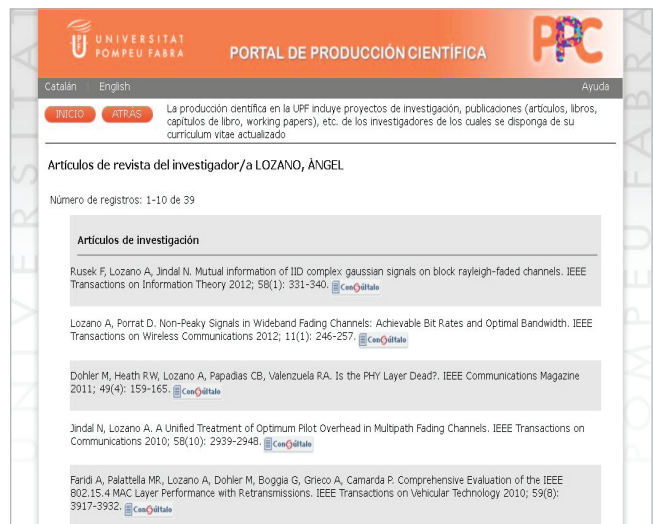 UNIVERSITAT
POMPEU FABRA
PORTAL DE PRODUCCIÓN CIENTÍFICA
PPC
Catalán English Ayuda
INICIO ATRÁS
La producción científica en la UPF incluye proyectos de investigación, publicaciones (artículos, libros,
capítulos de libro, working papers), etc. de los investigadores de los cuales se disponga de su
curriculum vitae actualizado
Artículos de revista del investigador/a LOZANO, ÀNGEL
Número de registros: 1-10 de 39
Artículos de investigación
Rusek F, Lozano A, Jindal N. Mutual information of IID complex gaussian signals on block rayleigh-faded channels. IEEE
Transactions on Information Theory 2012; 58(1): 331-340. Consúltalo
Lozano A, Porrat D. Non-Peaky Signals in Wideband Fading Channels: Achievable Bit Rates and Optimal Bandwidth. IEEE
Transactions on Wireless Communications 2012; 11(1): 246-257. Consúltalo
Dohler M, Heath RW, Lozano A, Papadias CB, Valenzuela RA. Is the PHY Layer Dead?. IEEE Communications Magazine
2011; 49(4): 159-165. Consúltalo
Jindal N, Lozano A. A Unified Treatment of Optimum Pilot Overhead in Multipath Fading Channels. IEEE Transactions on
Communications 2010; 58(10): 2939-2948. Consúltalo
Faridi A, Palattella MR, Lozano A, Dohler M, Boggia G, Grieco A, Camarda P. Comprehensive Evaluation of the IEEE
802.15.4 MAC Layer Performance with Retransmissions. IEEE Transactions on Vehicular Technology 2010; 59(8):
3917-3932. Consúltalo